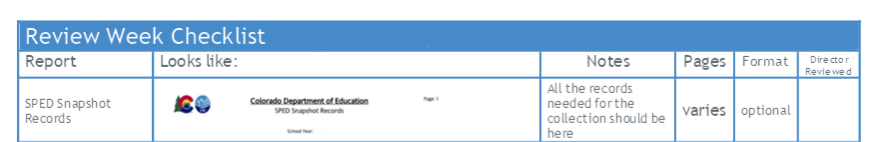 Review Week Checklist
Report Looks like: Notes Pages Format Director Reviewed
SPED Snapshot Records
Colorado Department of Education
SPED Snapshot Records
School Year:
Page: 1
All the records
needed for the
collection should be
here
varies
optional